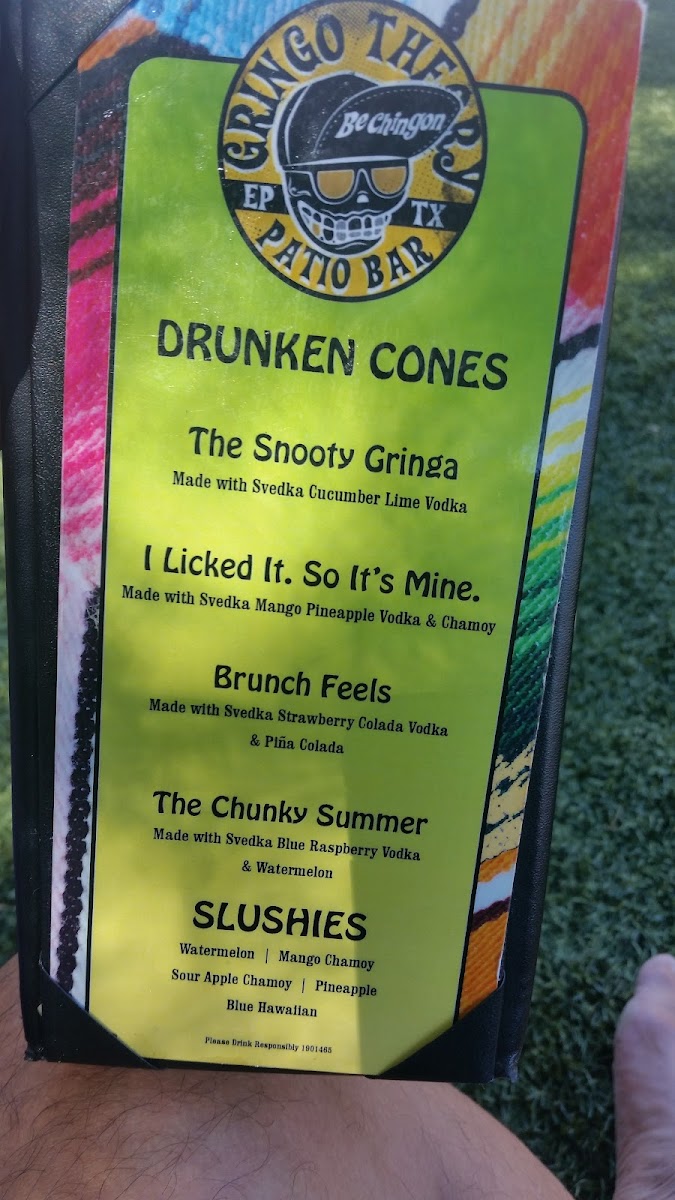 GRINGO THEORY
Be Chingon
EP TX
PATIO BAR
DRUNKEN CONES
The Snooty Gringa
Made with Svedka Cucumber Lime Vodka
I Licked It. So It's Mine.
Made with Svedka Mango Pineapple Vodka & Chamoy
Brunch Feels
Made with Svedka Strawberry Colada Vodka
& Piña Colada
The Chunky Summer
Made with Svedka Blue Raspberry Vodka
& Watermelon
SLUSHIES
Watermelon | Mango Chamoy
Sour Apple Chamoy | Pineapple
Blue Hawaiian
Please Drink Responsibly 1901465